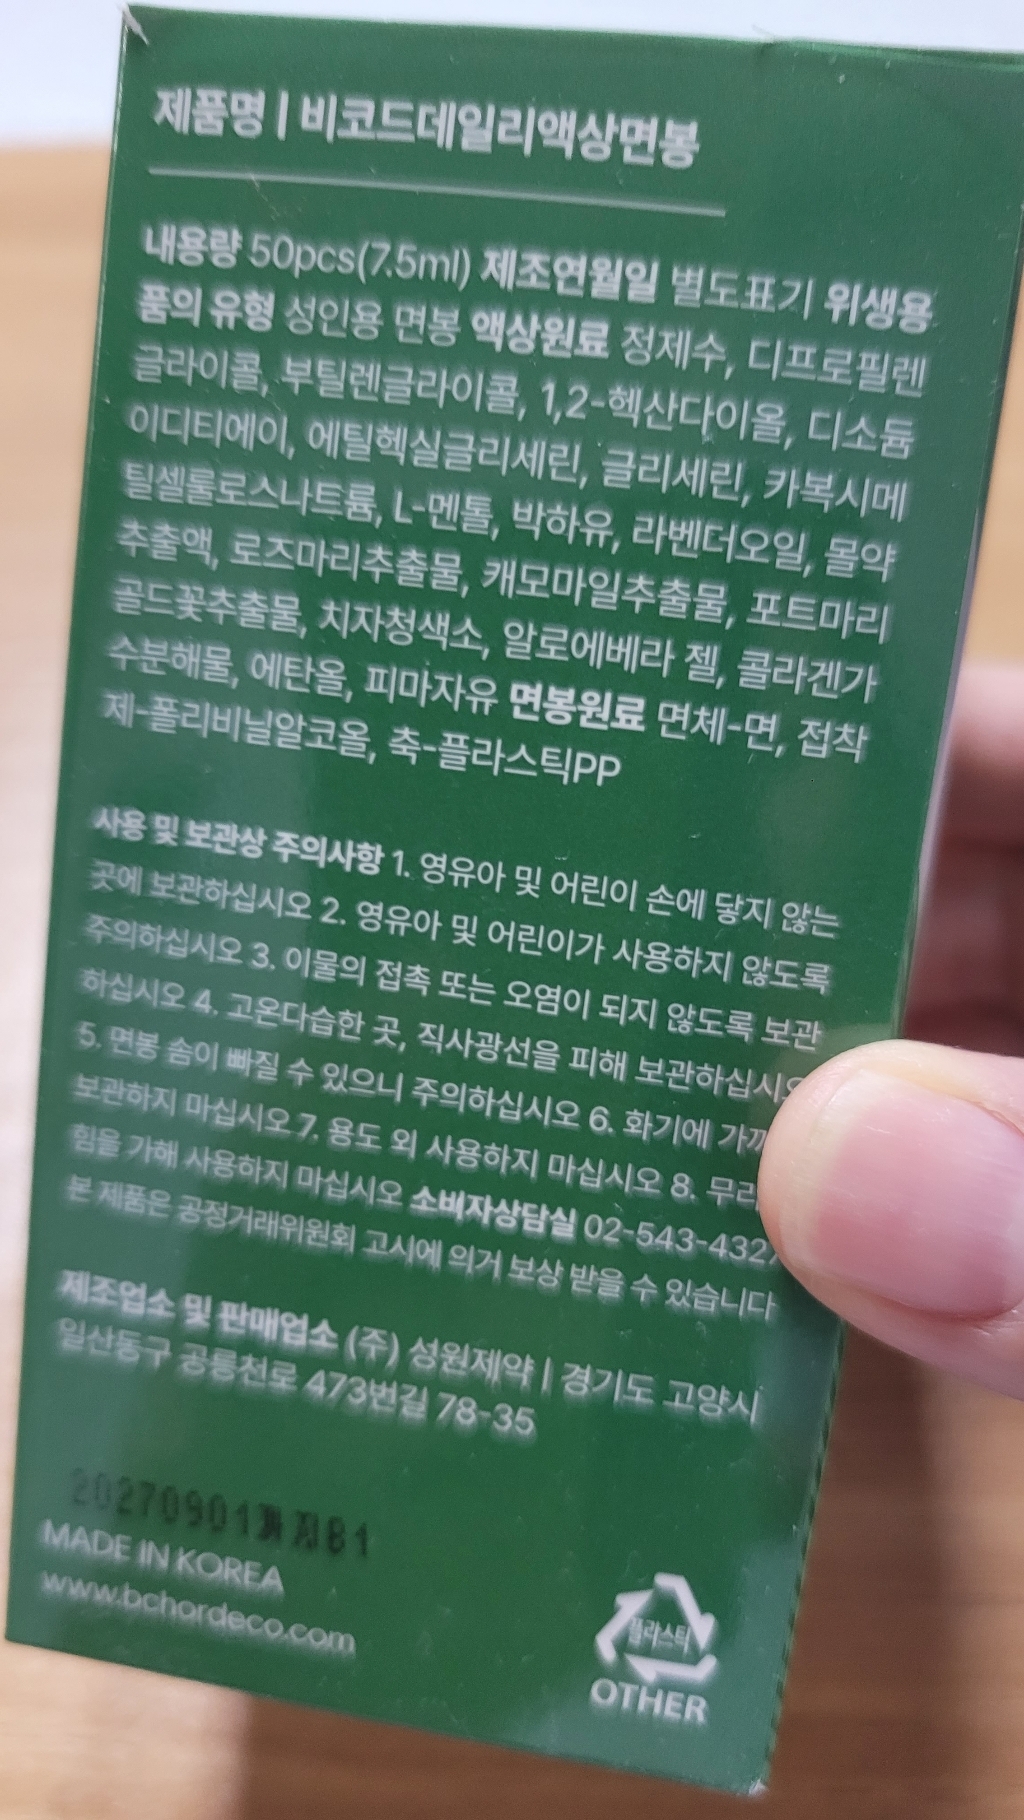 제품명 | 비코드데일리액상면봉
내용량 50pcs(7.5ml) 제조연월일 별도표기 위생용
품의 유형 성인용 면봉 액상원료 정제수, 디프로필렌
글라이콜, 부틸렌글라이콜, 1,2-헥산다이올, 디소듐
이디티에이, 에틸헥실글리세린, 글리세린, 카복시메
틸셀룰로스나트륨, L-멘톨, 박하유, 라벤더오일, 몰약
추출액, 로즈마리추출물, 캐모마일추출물, 포트마리
골드꽃추출물, 치자청색소, 알로에베라 젤, 콜라겐가
수분해물, 에탄올, 피마자유 면봉원료 면체-면, 접착
제-폴리비닐알코올, 축-플라스틱PP
사용 및 보관상 주의사항 1. 영유아 및 어린이 손에 닿지 않는
곳에 보관하십시오 2. 영유아 및 어린이가 사용하지 않도록
주의하십시오 3. 이물의 접촉 또는 오염이 되지 않도록 보관
하십시오 4. 고온다습한 곳, 직사광선을 피해 보관하십시오
5. 면봉 솜이 빠질 수 있으니 주의하십시오 6. 화기에
보관하지 마십시오 7. 용도 외 사용하지 마십시오 8.
힘을 가해 사용하지 마십시오 소비자상담실 02-543-432
본 제품은 공정거래위원회 고시에 의거 보상 받을 수 있습니다
제조업소 및 판매업소 (주) 성원제약 | 경기도 고양시
일산동구 공릉천로 473번길 78-35
20270901까지B1
MADE IN KOREA
www.bchordeco.com
플라스틱
OTHER